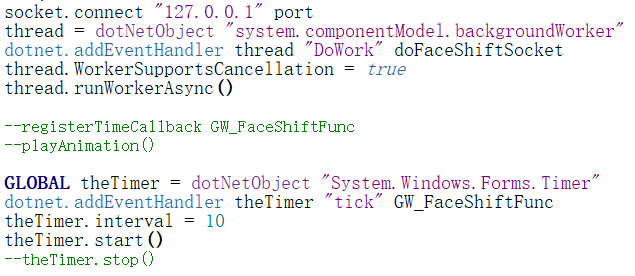 socket.connect "127.0.0.1" port
thread = dotNetObject "system.componentModel.backgroundWorker"
dotnet.addEventHandler thread "DoWork" doFaceShiftSocket
thread.WorkerSupportsCancellation = true
thread.runWorkerAsync()
--registerTimeCallback GW_FaceShiftFunc
--playAnimation()
GLOBAL theTimer = dotNetObject "System.Windows.Forms.Timer"
dotnet.addEventHandler theTimer "tick" GW_FaceShiftFunc
theTimer.interval = 10
theTimer.start()
--theTimer.stop()